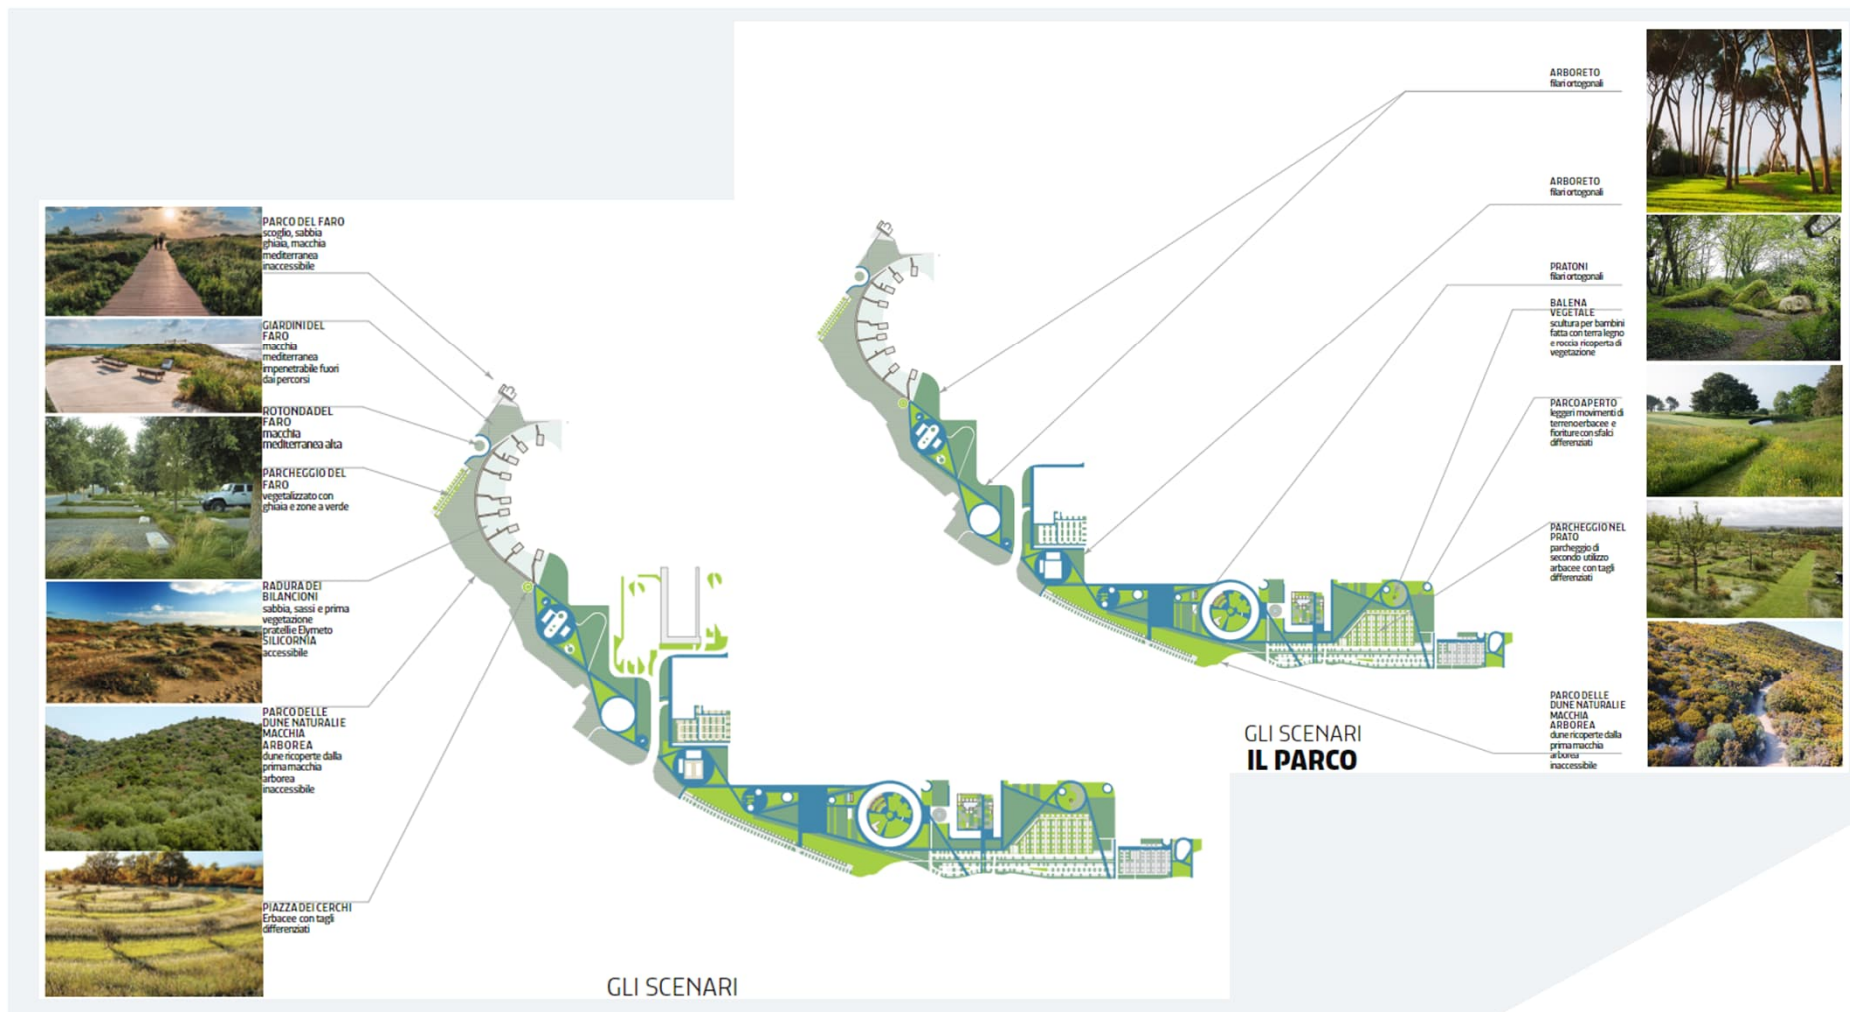 PARCO DEL FARO
scoglio, sabbia
ghiaia, macchia
mediterranea
inaccessibile
GIARDINI DEL
FARO
macchia
mediterranea
impenetrabile fuori
dai percorsi
ROTONDA DEL
FARO
macchia
mediterranea alta
PARCHEGGIO DEL
FARO
vegetalizzato con
ghiaia e zone a verde
RADURA DEI
BILANCIONI
sabbia, sassi e prima
vegetazione
pratelli e Elymeto
SILICORNIA
accessibile
PARCO DELLE
DUNE NATURALI E
MACCHIA
ARBOREA
dune ricoperte dalla
prima macchia
arborea
inaccessibile
PIAZZA DEI CERCHI
Erbacee con tagli
differenziati
GLI SCENARI
ARBORETO
filari ortogonali
ARBORETO
filari ortogonali
PRATONI
filari ortogonali
BALENA
VEGETALE
scultura per bambini
fatta con terra legno
e roccia ricoperta di
vegetazione
PARCO APERTO
leggeri movimenti di
terreno erbacee e
fioriture con sfalci
differenziati
PARCHEGGIO NEL
PRATO
parcheggio di
secondo utilizzo
arbacee con tagli
differenziati
PARCO DELLE
DUNE NATURALI E
MACCHIA
ARBOREA
dune ricoperte dalla
prima macchia
arborea
inaccessibile
GLI SCENARI
IL PARCO